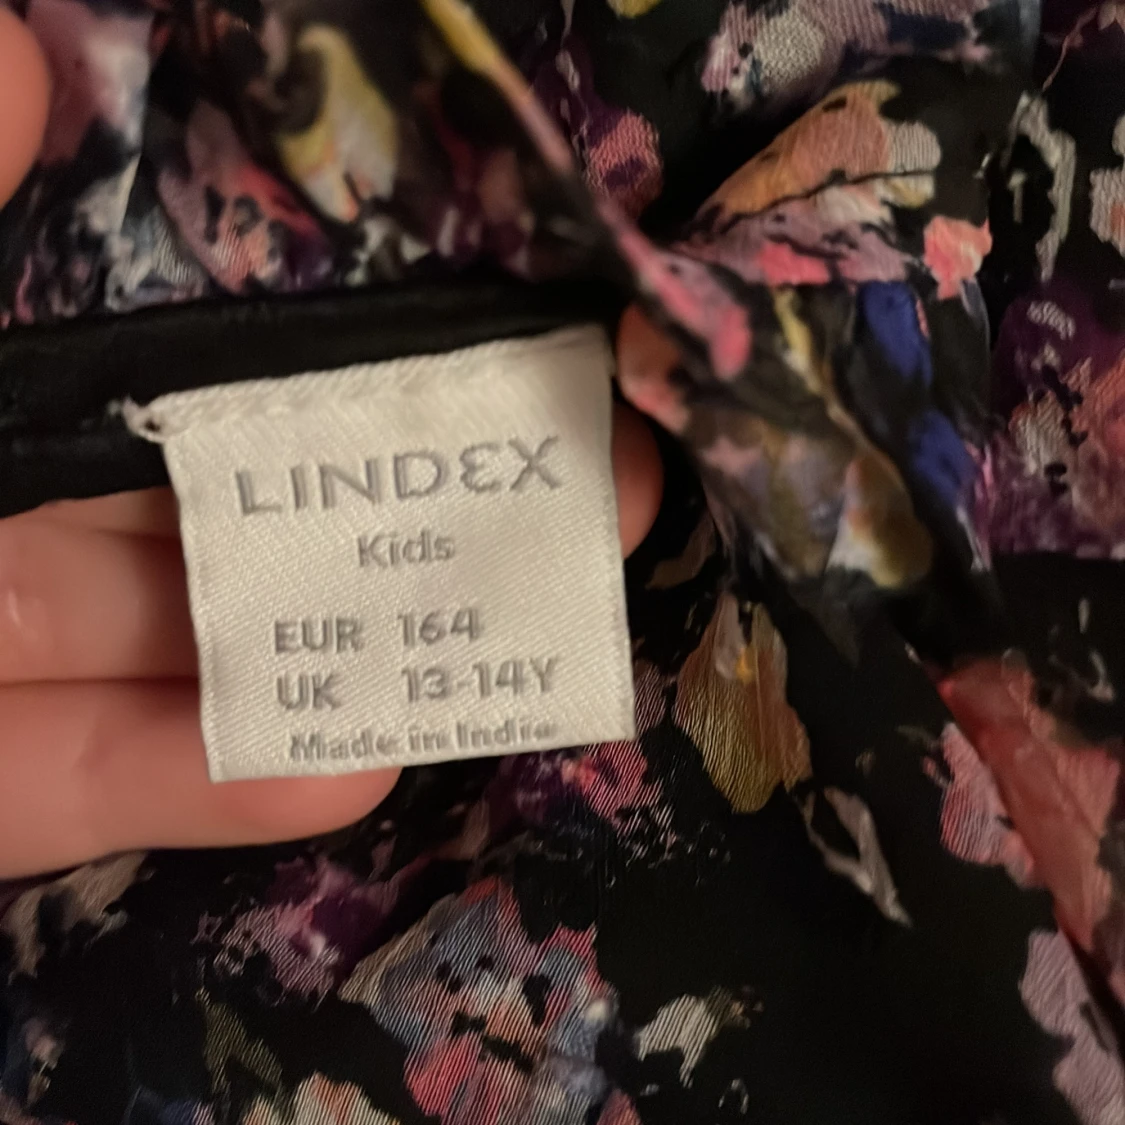 LINDEX
Kids
EUR 164
UK 13-14Y
Made in India